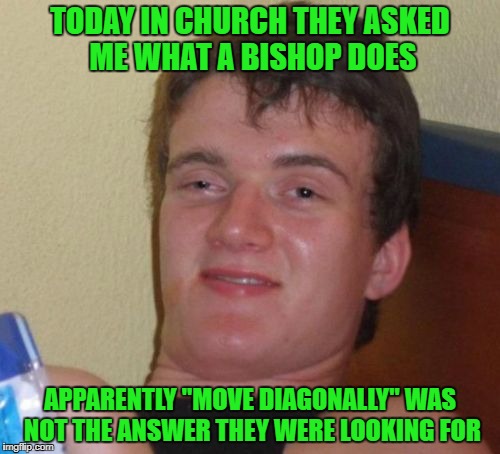 TODAY IN CHURCH THEY ASKED
ME WHAT A BISHOP DOES
APPARENTLY "MOVE DIAGONALLY" WAS
NOT THE ANSWER THEY WERE LOOKING FOR
imgflip.com